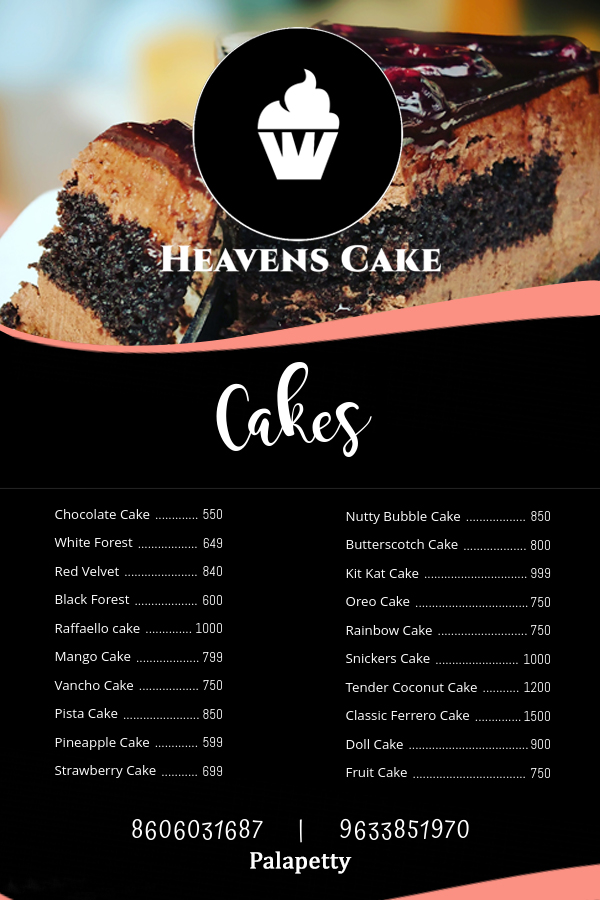 Heavens Cake
Cakes
Chocolate Cake ............. 550
White Forest .................. 649
Red Velvet ...................... 840
Black Forest ................... 600
Raffaello cake .............. 1000
Mango Cake ................... 799
Vancho Cake .................. 750
Pista Cake ....................... 850
Pineapple Cake ............. 599
Strawberry Cake ........... 699
Nutty Bubble Cake .................. 850
Butterscotch Cake ................... 800
Kit Kat Cake ............................... 999
Oreo Cake .................................. 750
Rainbow Cake ............................. 750
Snickers Cake ......................... 1000
Tender Coconut Cake ........... 1200
Classic Ferrero Cake .............. 1500
Doll Cake .................................... 900
Fruit Cake .................................. 750
8606031687 | 9633851970
Palapetty